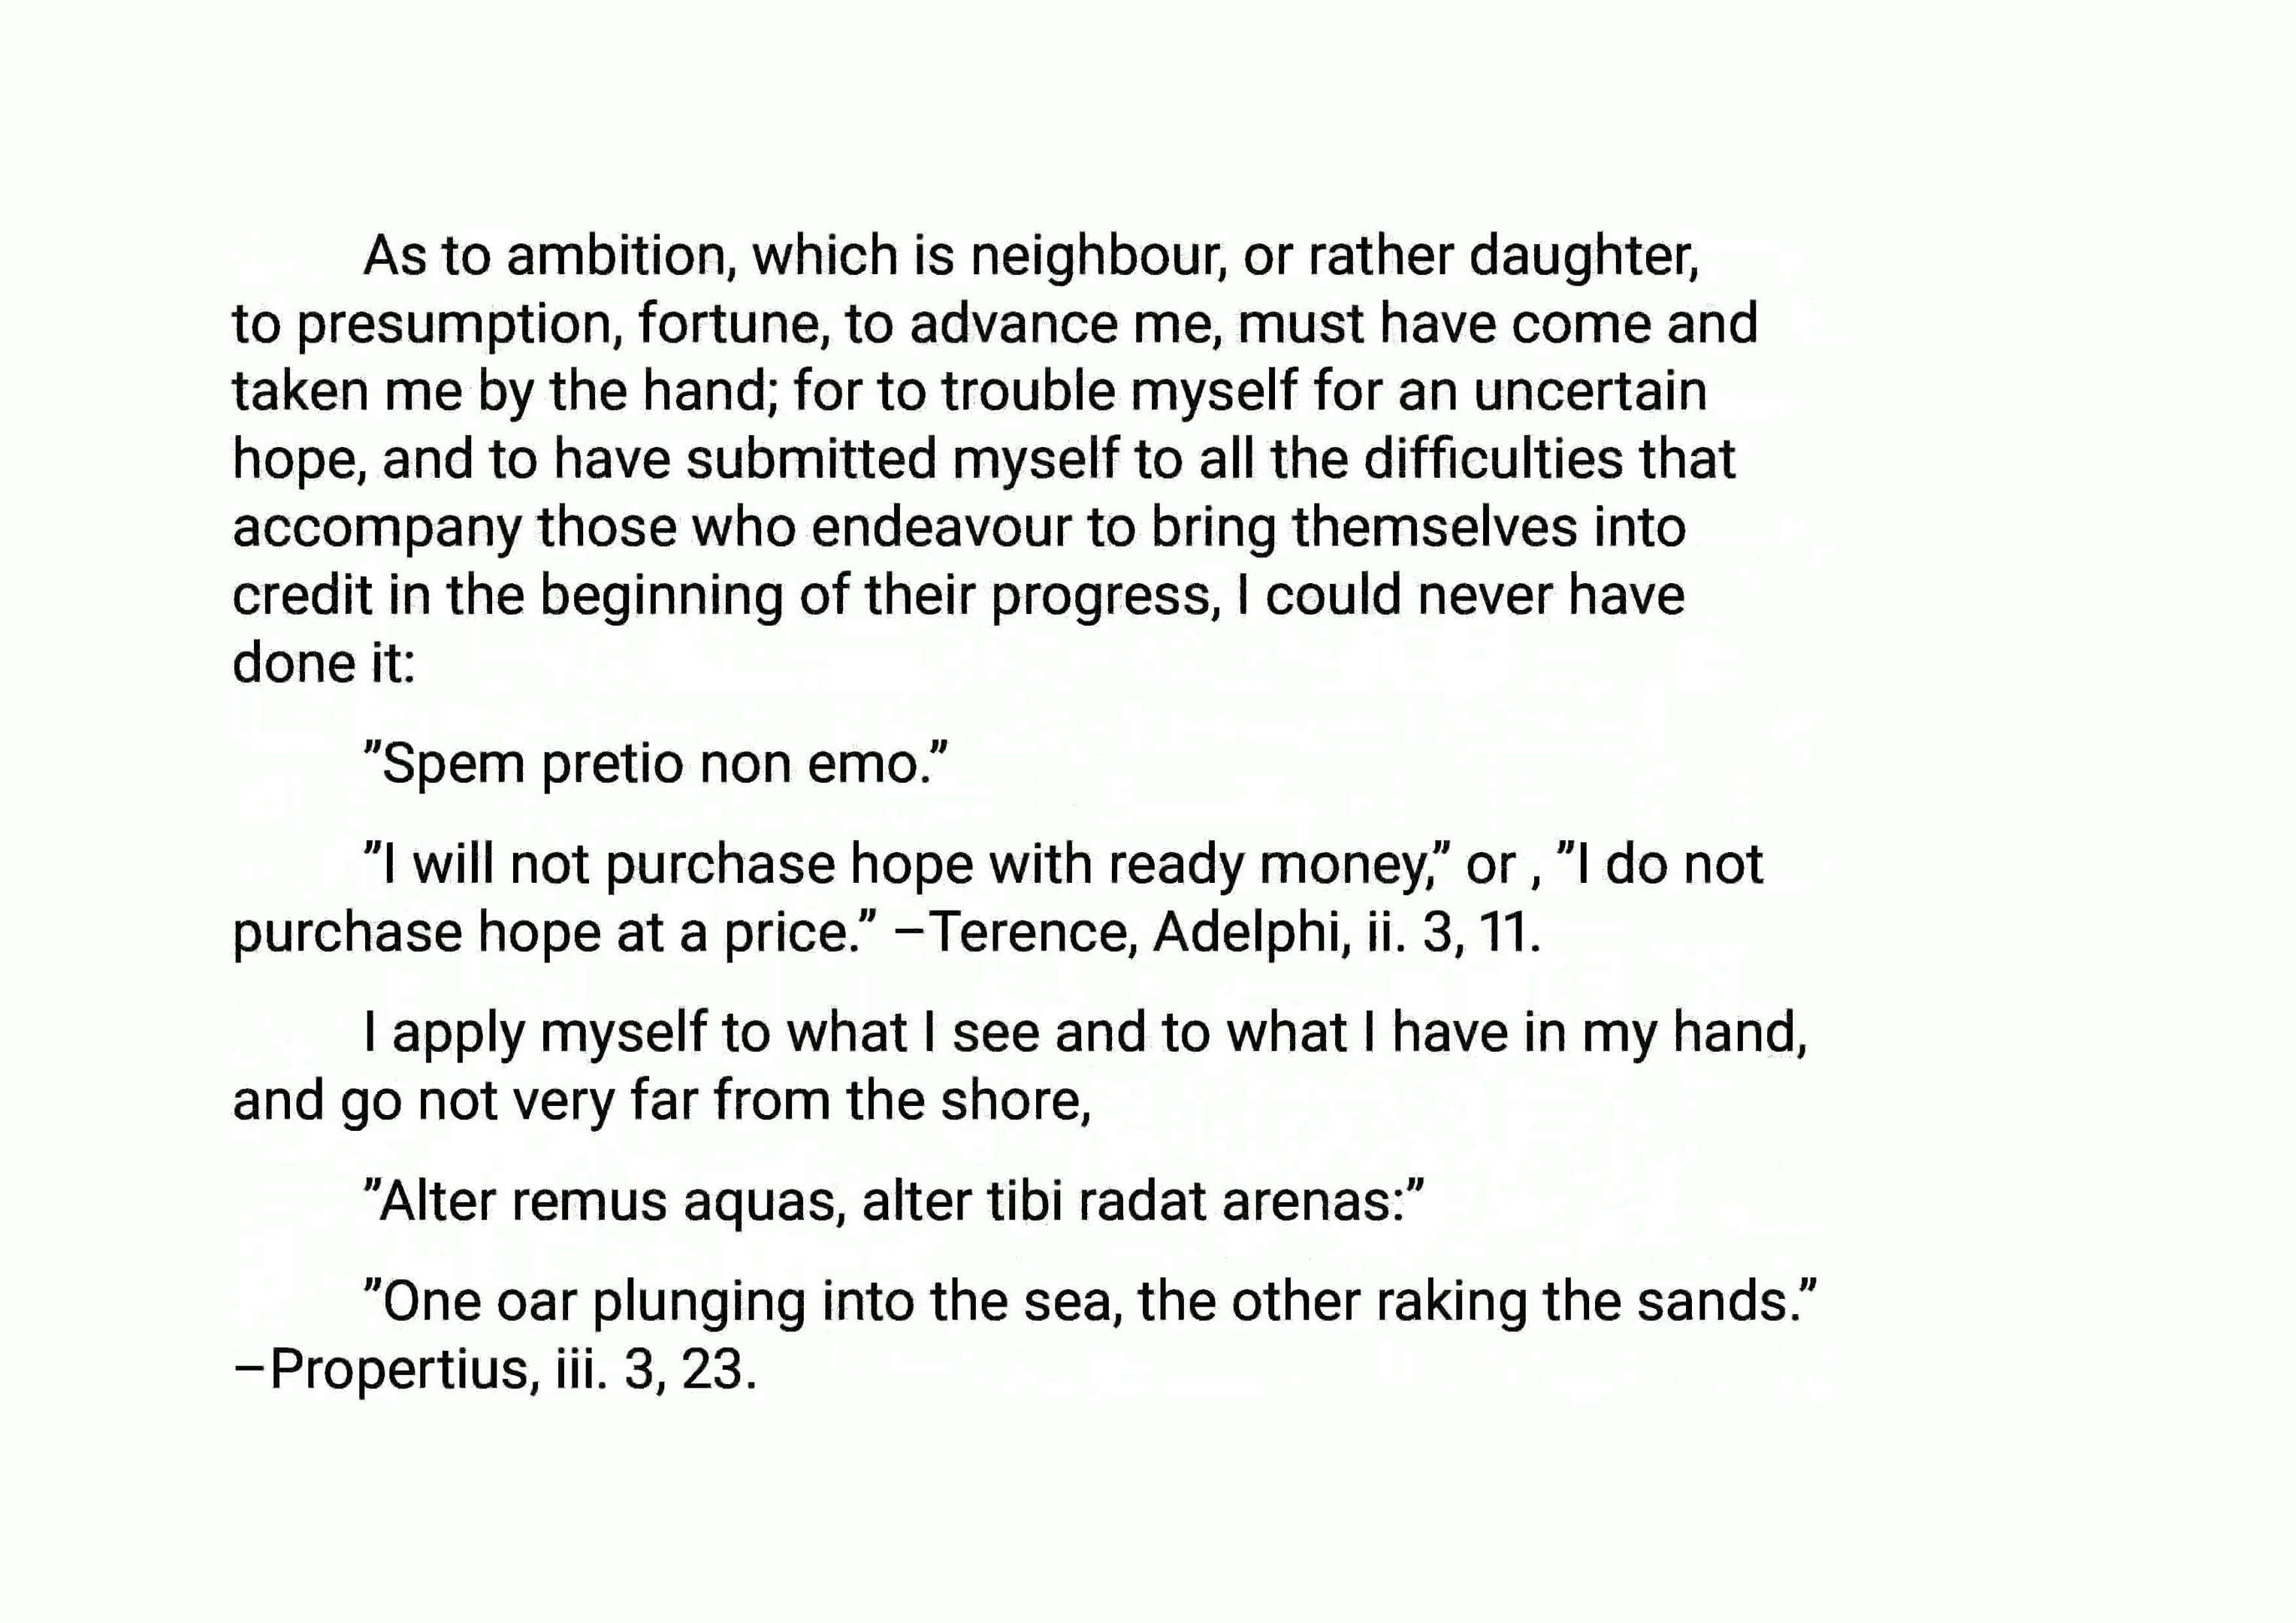 As to ambition, which is neighbour, or rather daughter,
to presumption, fortune, to advance me, must have come and
taken me by the hand; for to trouble myself for an uncertain
hope, and to have submitted myself to all the difficulties that
accompany those who endeavour to bring themselves into
credit in the beginning of their progress, I could never have
done it:
”Spem pretio non emo.”
”I will not purchase hope with ready money,” or , ”I do not
purchase hope at a price.” –Terence, Adelphi, ii. 3, 11.
I apply myself to what I see and to what I have in my hand,
and go not very far from the shore,
”Alter remus aquas, alter tibi radat arenas:”
”One oar plunging into the sea, the other raking the sands.”
–Propertius, iii. 3, 23.